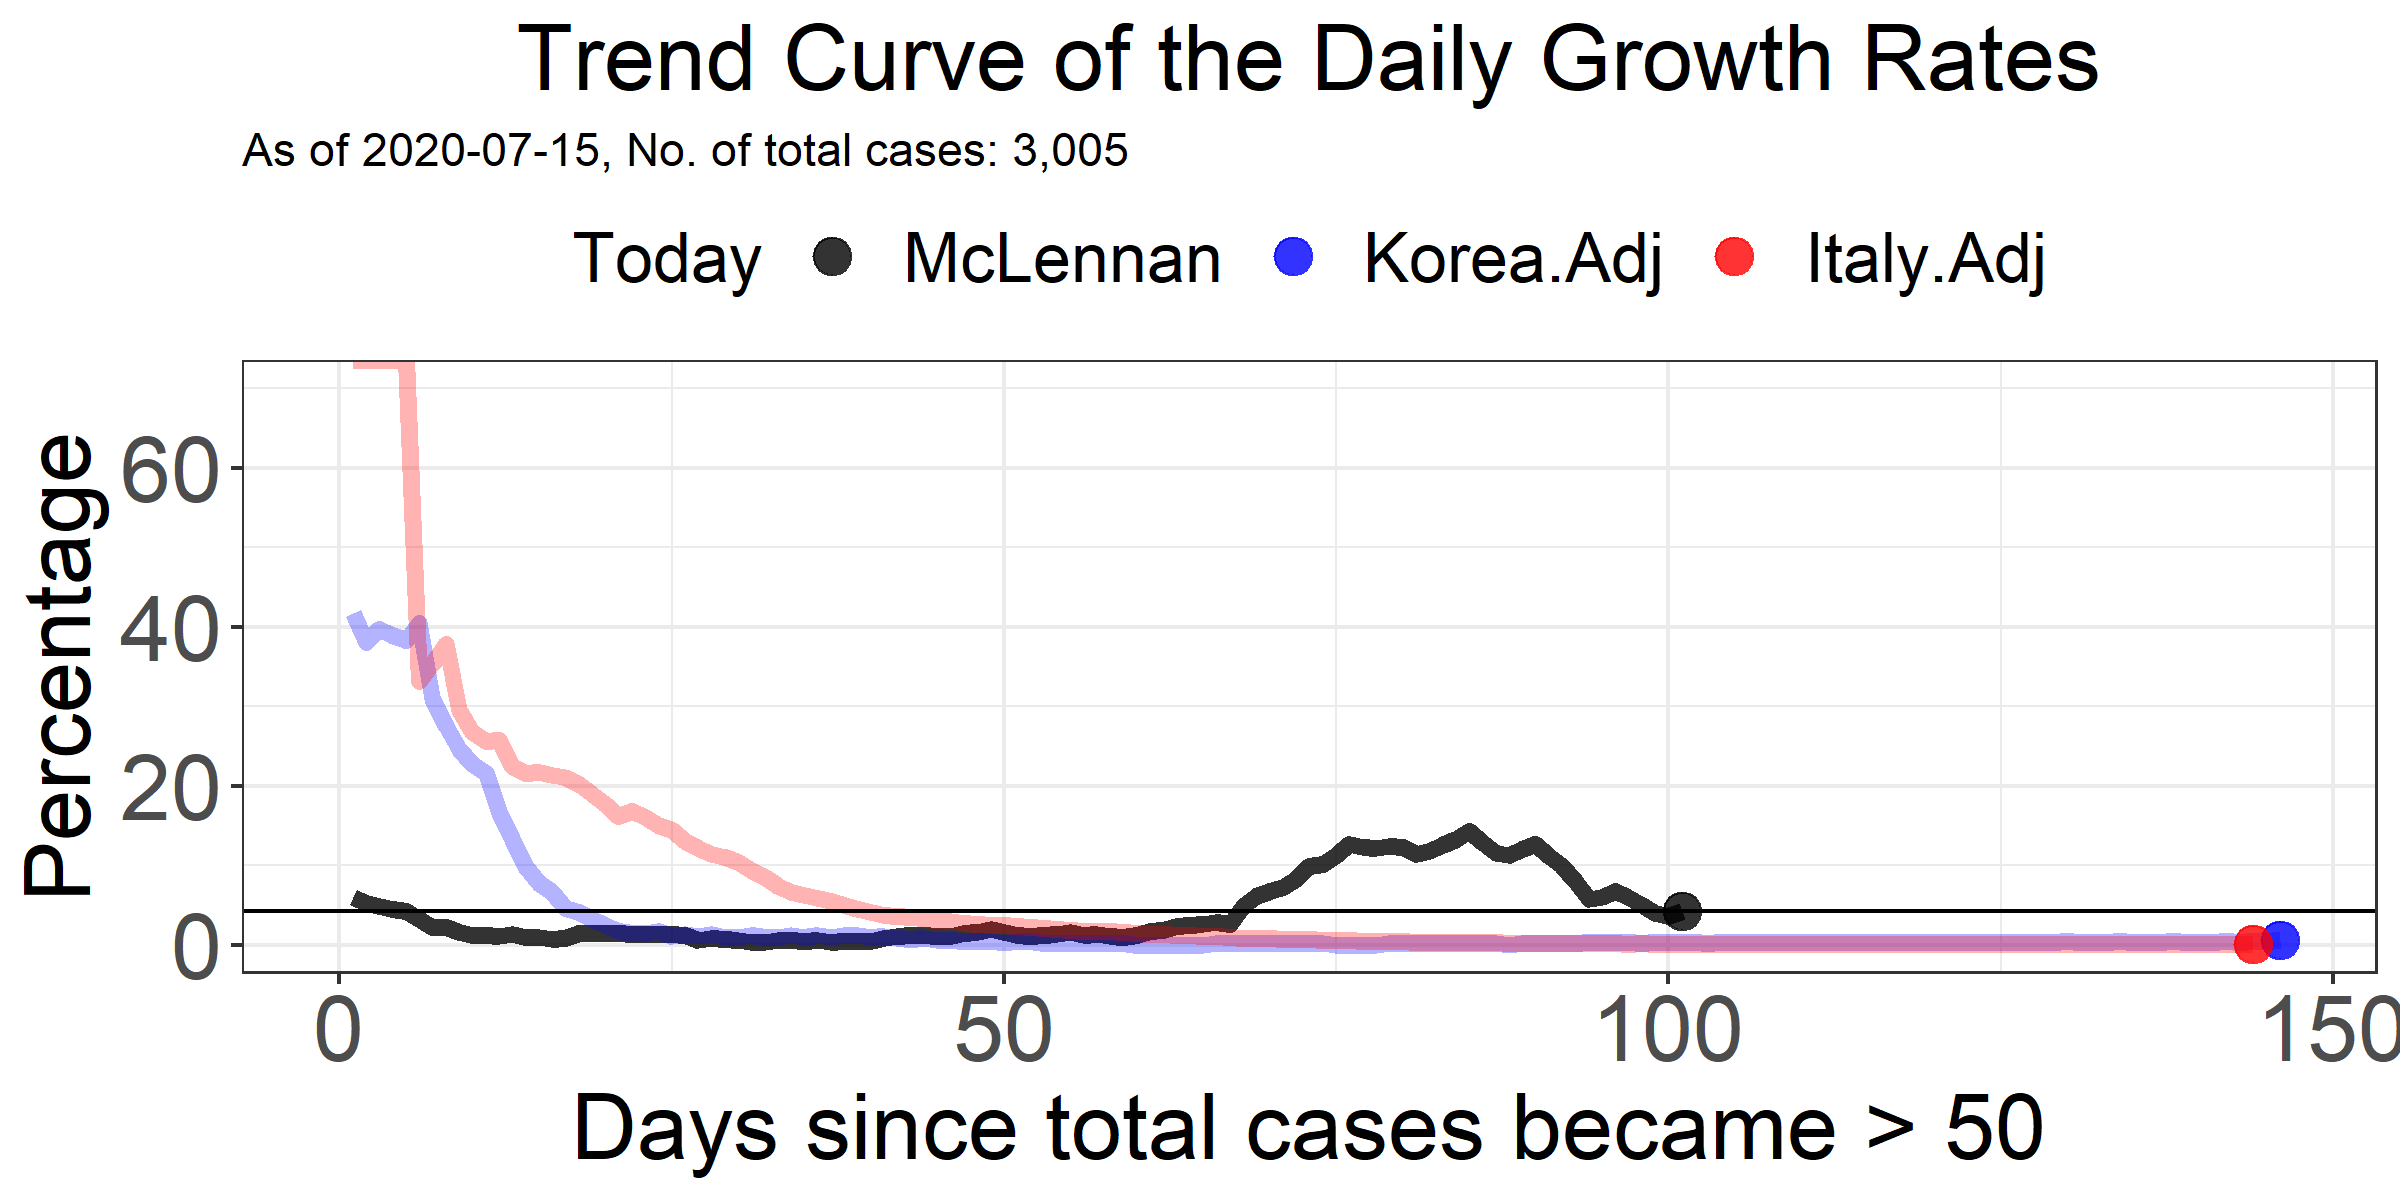 Trend Curve of the Daily Growth Rates
As of 2020-07-15, No. of total cases: 3,005
Today McLennan Korea.Adj Italy.Adj
Percentage
60
40
20
0
0 50 100 150
Days since total cases became > 50